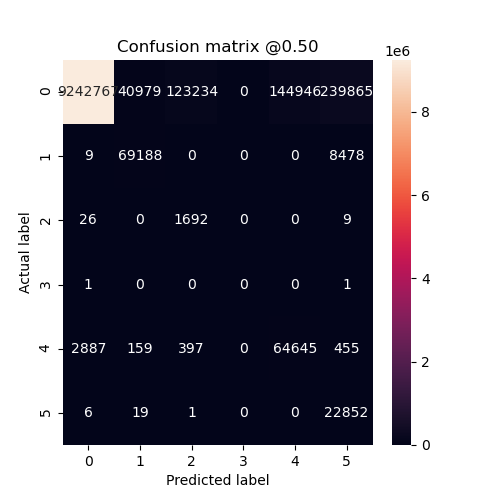 Confusion matrix @0.50
1e6
0 9242767 40979 123234 0 144946 239865
8
1 9 69188 0 0 0 8478
6
2 26 0 1692 0 0 9
Actual label
3 1 0 0 0 0 1
4
4 2887 159 397 0 64645 455
2
5 6 19 1 0 0 22852
0
0 1 2 3 4 5
Predicted label